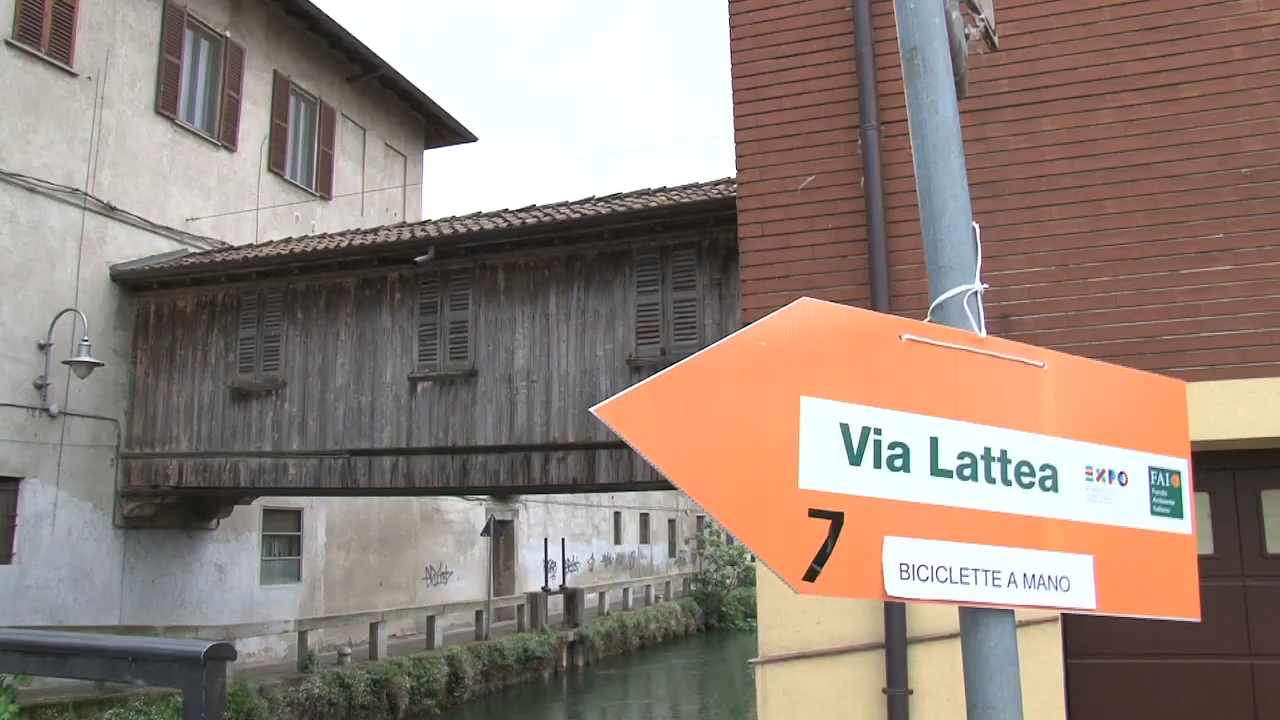 Via Lattea
EXPO
FAI
Fondo
Ambiente
Italiano
7
BICICLETTE A MANO